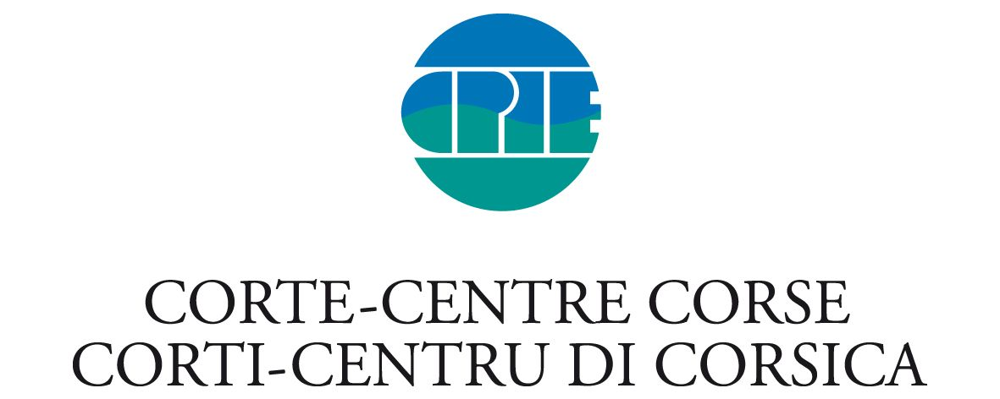 CPIE
CORTE-CENTRE CORSE
CORTI-CENTRU DI CORSICA